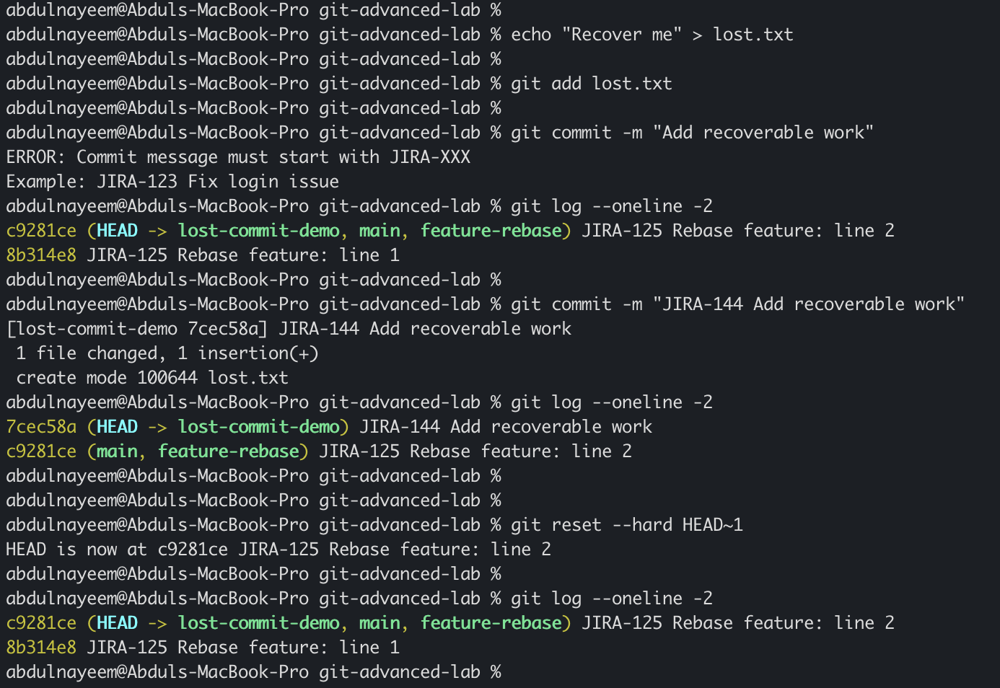 abdulnayeem@Abduls-MacBook-Pro git-advanced-lab %
abdulnayeem@Abduls-MacBook-Pro git-advanced-lab % echo "Recover me" > lost.txt
abdulnayeem@Abduls-MacBook-Pro git-advanced-lab %
abdulnayeem@Abduls-MacBook-Pro git-advanced-lab % git add lost.txt
abdulnayeem@Abduls-MacBook-Pro git-advanced-lab %
abdulnayeem@Abduls-MacBook-Pro git-advanced-lab % git commit -m "Add recoverable work"
ERROR: Commit message must start with JIRA-XXX
Example: JIRA-123 Fix login issue
abdulnayeem@Abduls-MacBook-Pro git-advanced-lab % git log --oneline -2
c9281ce (HEAD -> lost-commit-demo, main, feature-rebase) JIRA-125 Rebase feature: line 2
8b314e8 JIRA-125 Rebase feature: line 1
abdulnayeem@Abduls-MacBook-Pro git-advanced-lab %
abdulnayeem@Abduls-MacBook-Pro git-advanced-lab % git commit -m "JIRA-144 Add recoverable work"
[lost-commit-demo 7cec58a] JIRA-144 Add recoverable work
 1 file changed, 1 insertion(+)
 create mode 100644 lost.txt
abdulnayeem@Abduls-MacBook-Pro git-advanced-lab % git log --oneline -2
7cec58a (HEAD -> lost-commit-demo) JIRA-144 Add recoverable work
c9281ce (main, feature-rebase) JIRA-125 Rebase feature: line 2
abdulnayeem@Abduls-MacBook-Pro git-advanced-lab %
abdulnayeem@Abduls-MacBook-Pro git-advanced-lab %
abdulnayeem@Abduls-MacBook-Pro git-advanced-lab % git reset --hard HEAD~1
HEAD is now at c9281ce JIRA-125 Rebase feature: line 2
abdulnayeem@Abduls-MacBook-Pro git-advanced-lab %
abdulnayeem@Abduls-MacBook-Pro git-advanced-lab % git log --oneline -2
c9281ce (HEAD -> lost-commit-demo, main, feature-rebase) JIRA-125 Rebase feature: line 2
8b314e8 JIRA-125 Rebase feature: line 1
abdulnayeem@Abduls-MacBook-Pro git-advanced-lab %